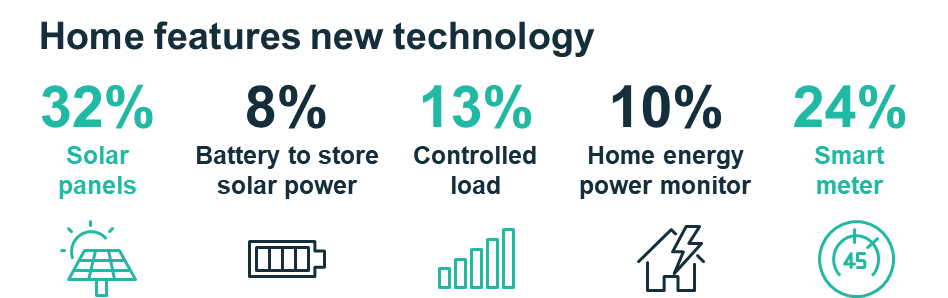 Home features new technology
32%
Solar
panels
8%
Battery to store
solar power
13%
Controlled
load
10%
Home energy
power monitor
24%
Smart
meter
45